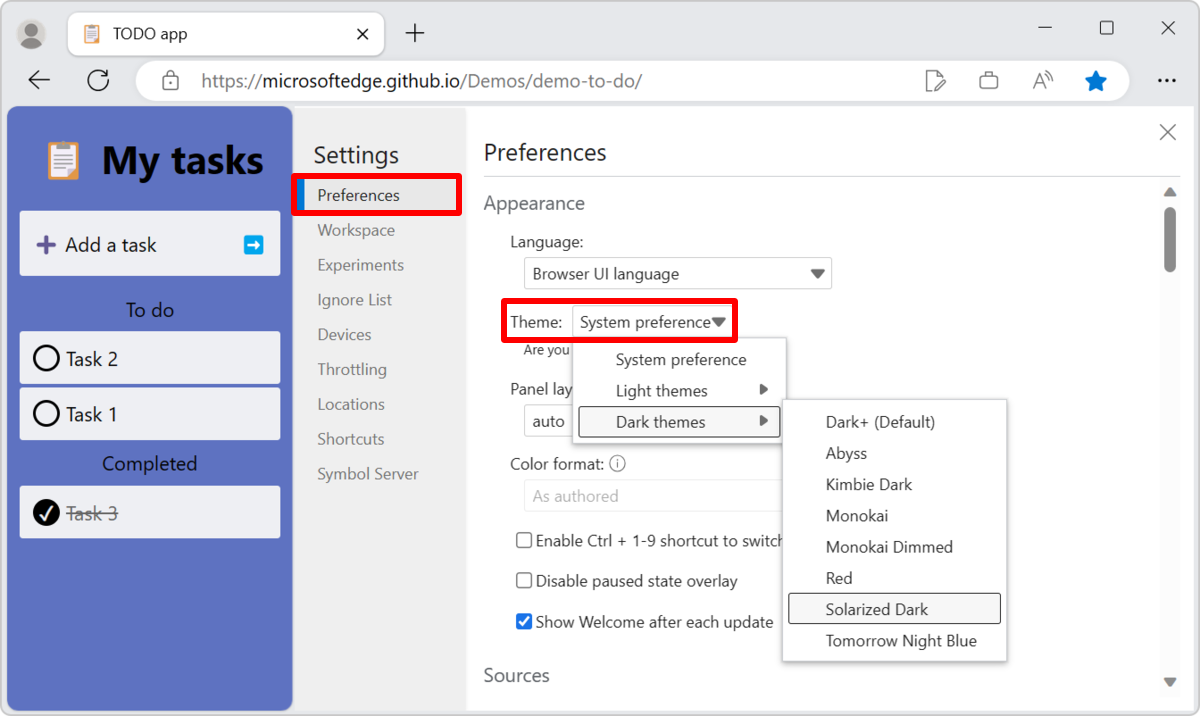 TODO app
https://microsoftedge.github.io/Demos/demo-to-do/
My tasks
Add a task
To do
Task 2
Task 1
Completed
Task 3
Settings
Preferences
Workspace
Experiments
Ignore List
Devices
Throttling
Locations
Shortcuts
Symbol Server
Preferences
Appearance
Language:
Browser UI language
Theme: System preference
Are you
System preference
Light themes
Dark themes
Dark+ (Default)
Abyss
Kimbie Dark
Monokai
Monokai Dimmed
Red
Solarized Dark
Tomorrow Night Blue
Panel lay
auto
Color format:
As authored
Enable Ctrl + 1-9 shortcut to switch
Disable paused state overlay
Show Welcome after each update
Sources